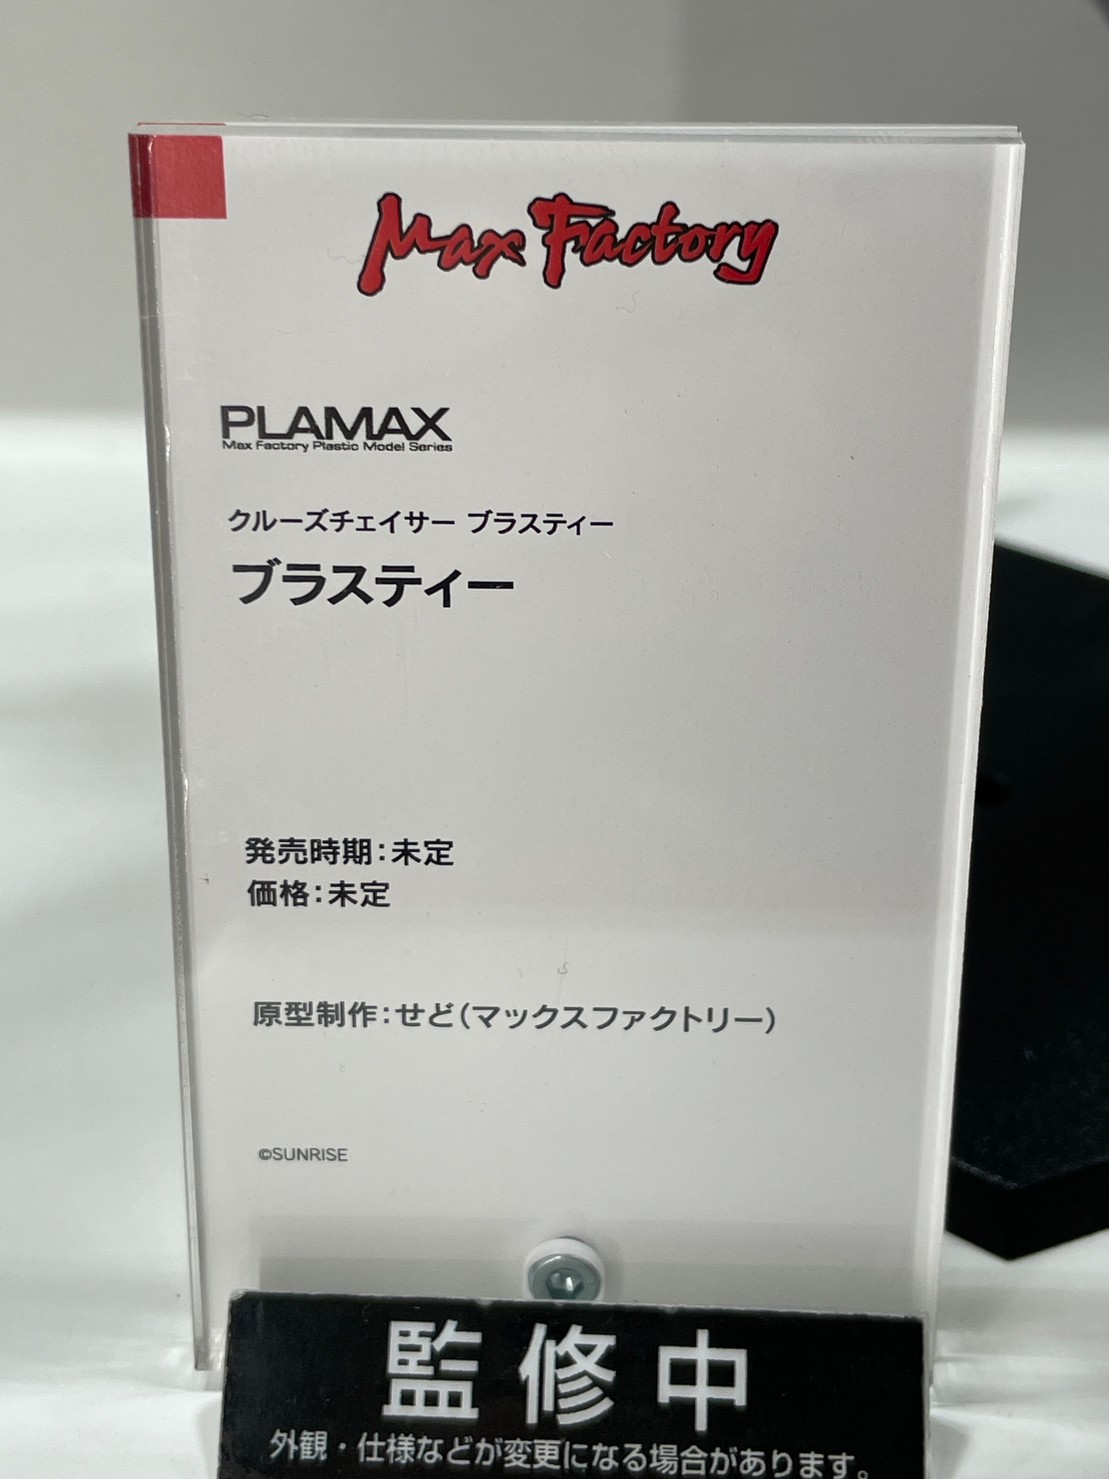 Max Factory
PLAMAX
Max Factory Plastic Model Series
クルーズチェイサー ブラスティー
ブラスティー
発売時期：未定
価格：未定
原型制作：せど（マックスファクトリー）
©SUNRISE
監修中
外観・仕様などが変更になる場合があります。